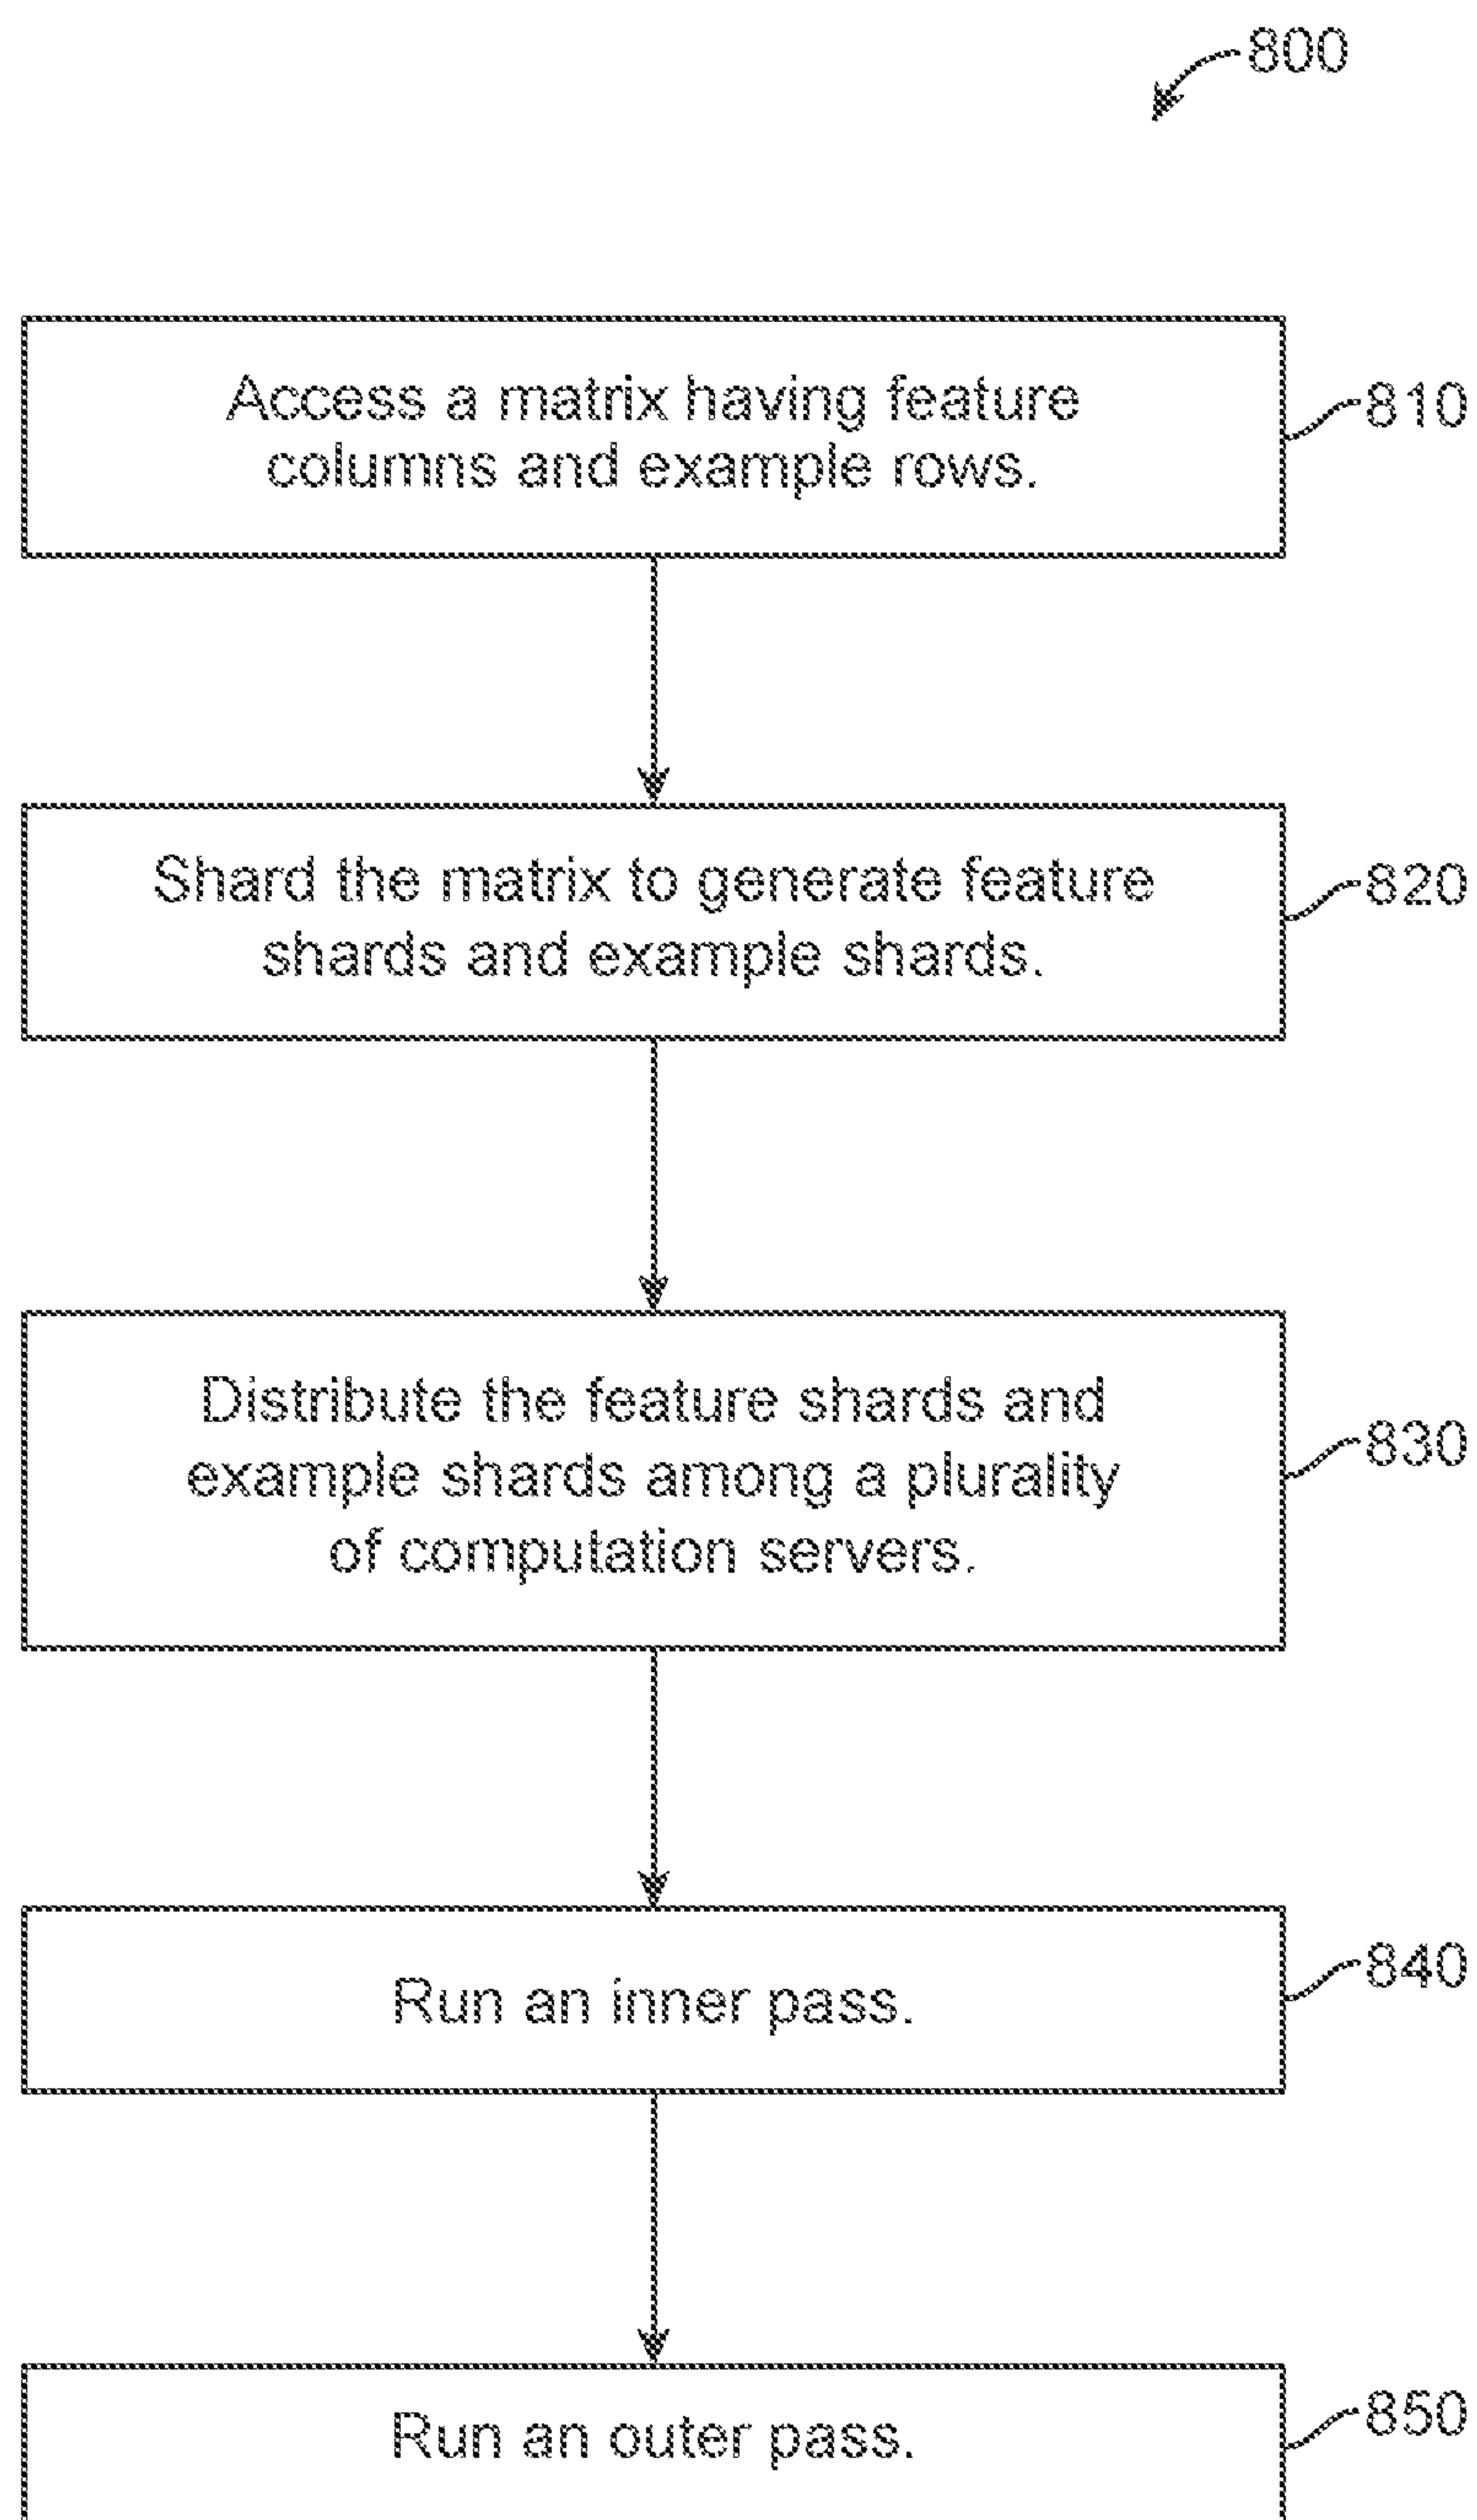 800
Access a matrix having feature
columns and example rows.
810
Shard the matrix to generate feature
shards and example shards.
820
Distribute the feature shards and
example shards among a plurality
of computation servers.
830
Run an inner pass.
840
Run an outer pass.
850